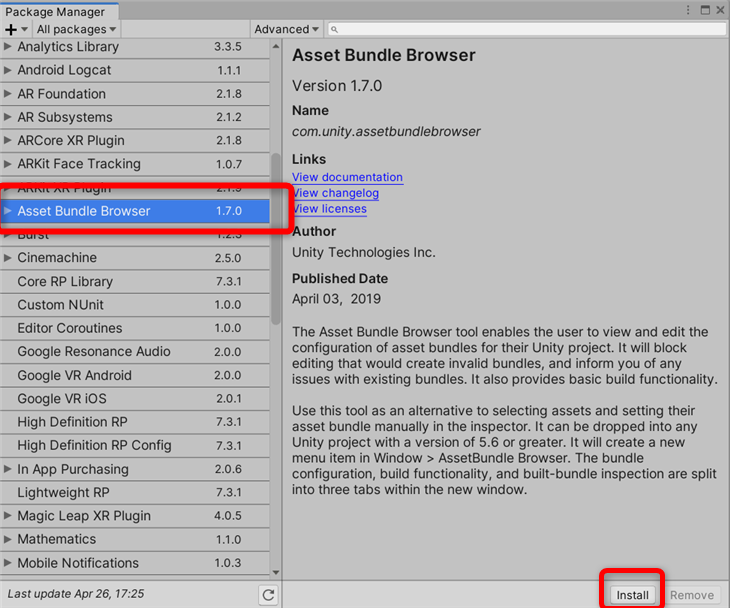 Package Manager
+ All packages Advanced
Analytics Library 3.3.5
Android Logcat 1.1.1
AR Foundation 2.1.8
AR Subsystems 2.1.2
ARCore XR Plugin 2.1.8
ARKit Face Tracking 1.0.7
ARKit XR Plugin 2.1.3
Asset Bundle Browser 1.7.0
Burst 1.2.3
Cinemachine 2.5.0
Core RP Library 7.3.1
Custom NUnit 1.0.0
Editor Coroutines 1.0.0
Google Resonance Audio 2.0.0
Google VR Android 2.0.0
Google VR iOS 2.0.1
High Definition RP 7.3.1
High Definition RP Config 7.3.1
In App Purchasing 2.0.6
Lightweight RP 7.3.1
Magic Leap XR Plugin 4.0.5
Mathematics 1.1.0
Mobile Notifications 1.0.3
Last update Apr 26, 17:25
Asset Bundle Browser
Version 1.7.0
Name
com.unity.assetbundlebrowser
Links
View documentation
View changelog
View licenses
Author
Unity Technologies Inc.
Published Date
April 03, 2019
The Asset Bundle Browser tool enables the user to view and edit the
configuration of asset bundles for their Unity project. It will block
editing that would create invalid bundles, and inform you of any
issues with existing bundles. It also provides basic build functionality.
Use this tool as an alternative to selecting assets and setting their
asset bundle manually in the inspector. It can be dropped into any
Unity project with a version of 5.6 or greater. It will create a new
menu item in Window > AssetBundle Browser. The bundle
configuration, build functionality, and built-bundle inspection are split
into three tabs within the new window.
Install Remove